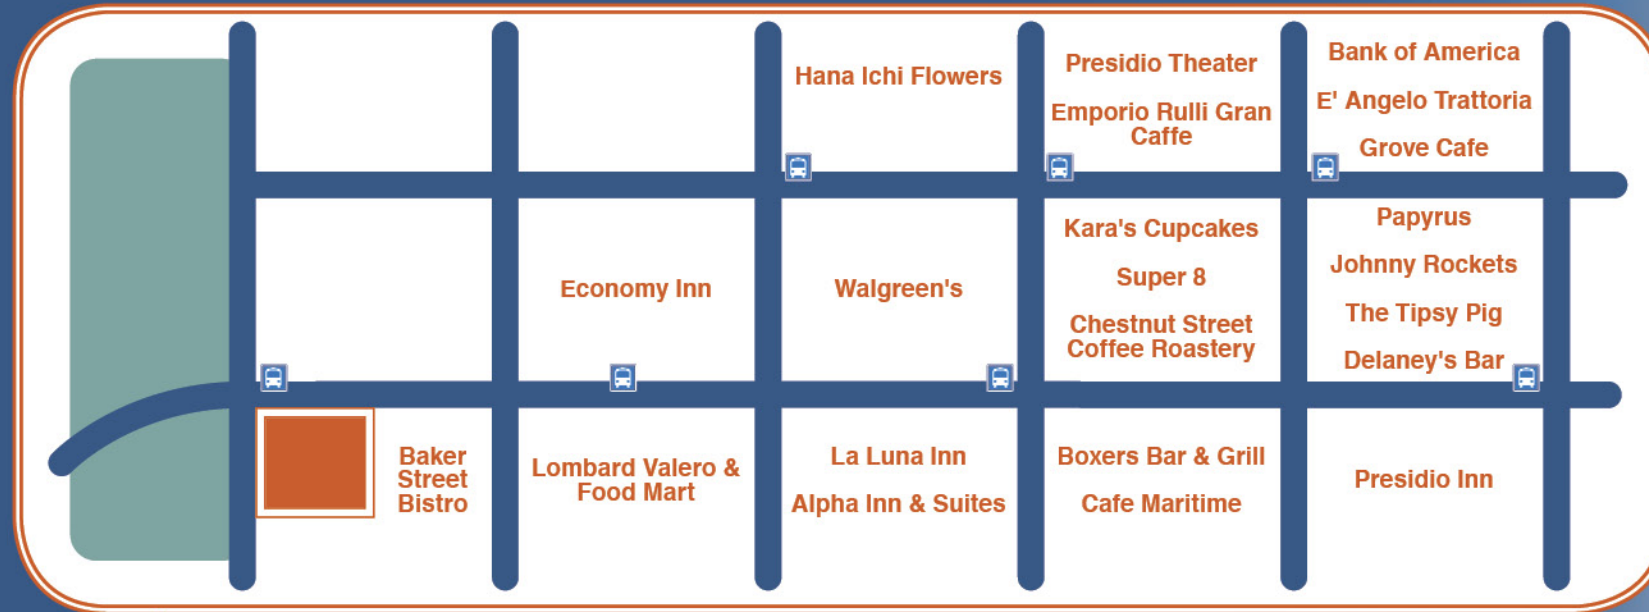 Hana Ichi Flowers
Presidio Theater
Emporio Rulli Gran
Caffe
Bank of America
E' Angelo Trattoria
Grove Cafe
Economy Inn
Walgreen's
Kara's Cupcakes
Super 8
Chestnut Street
Coffee Roastery
Papyrus
Johnny Rockets
The Tipsy Pig
Delaney's Bar
Baker
Street
Bistro
Lombard Valero &
Food Mart
La Luna Inn
Alpha Inn & Suites
Boxers Bar & Grill
Cafe Maritime
Presidio Inn